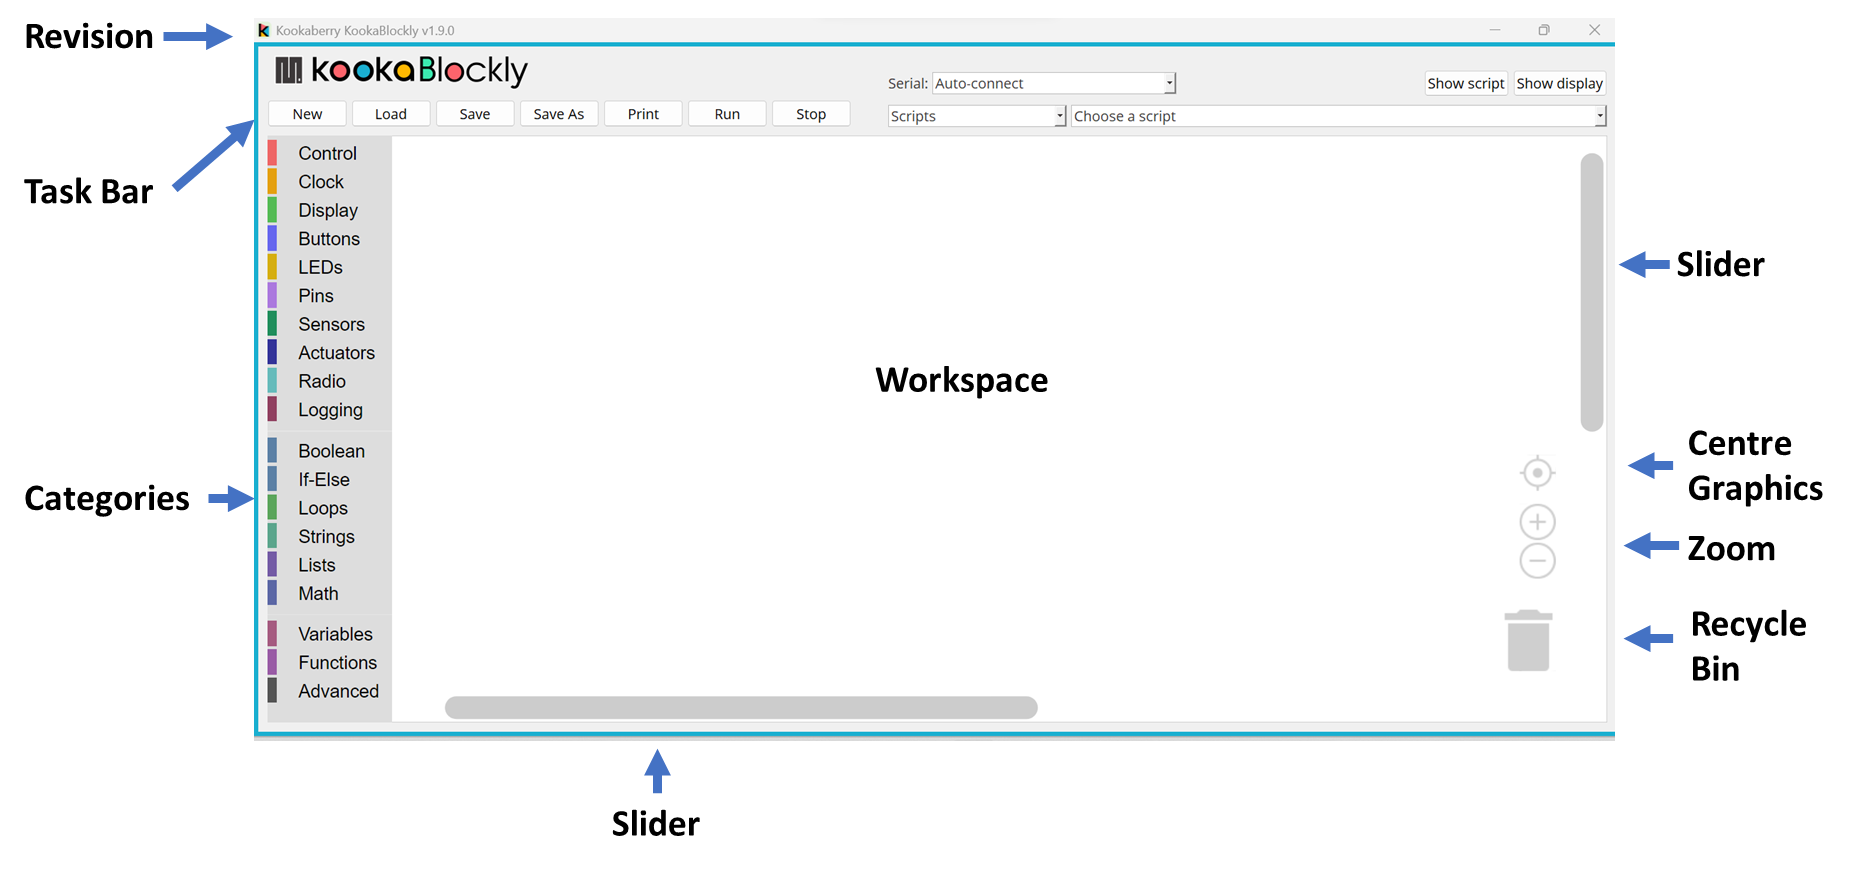 Revision
Kookaberry KookaBlockly v1.9.0
kookaBlockly
Serial: Auto-connect
Show script Show display
New Load Save Save As Print Run Stop
Scripts Choose a script
Task Bar
Control
Clock
Display
Buttons
LEDs
Pins
Sensors
Actuators
Radio
Logging
Boolean
If-Else
Loops
Strings
Lists
Math
Variables
Functions
Advanced
Categories
Workspace
Slider
Centre
Graphics
Zoom
Recycle
Bin
Slider